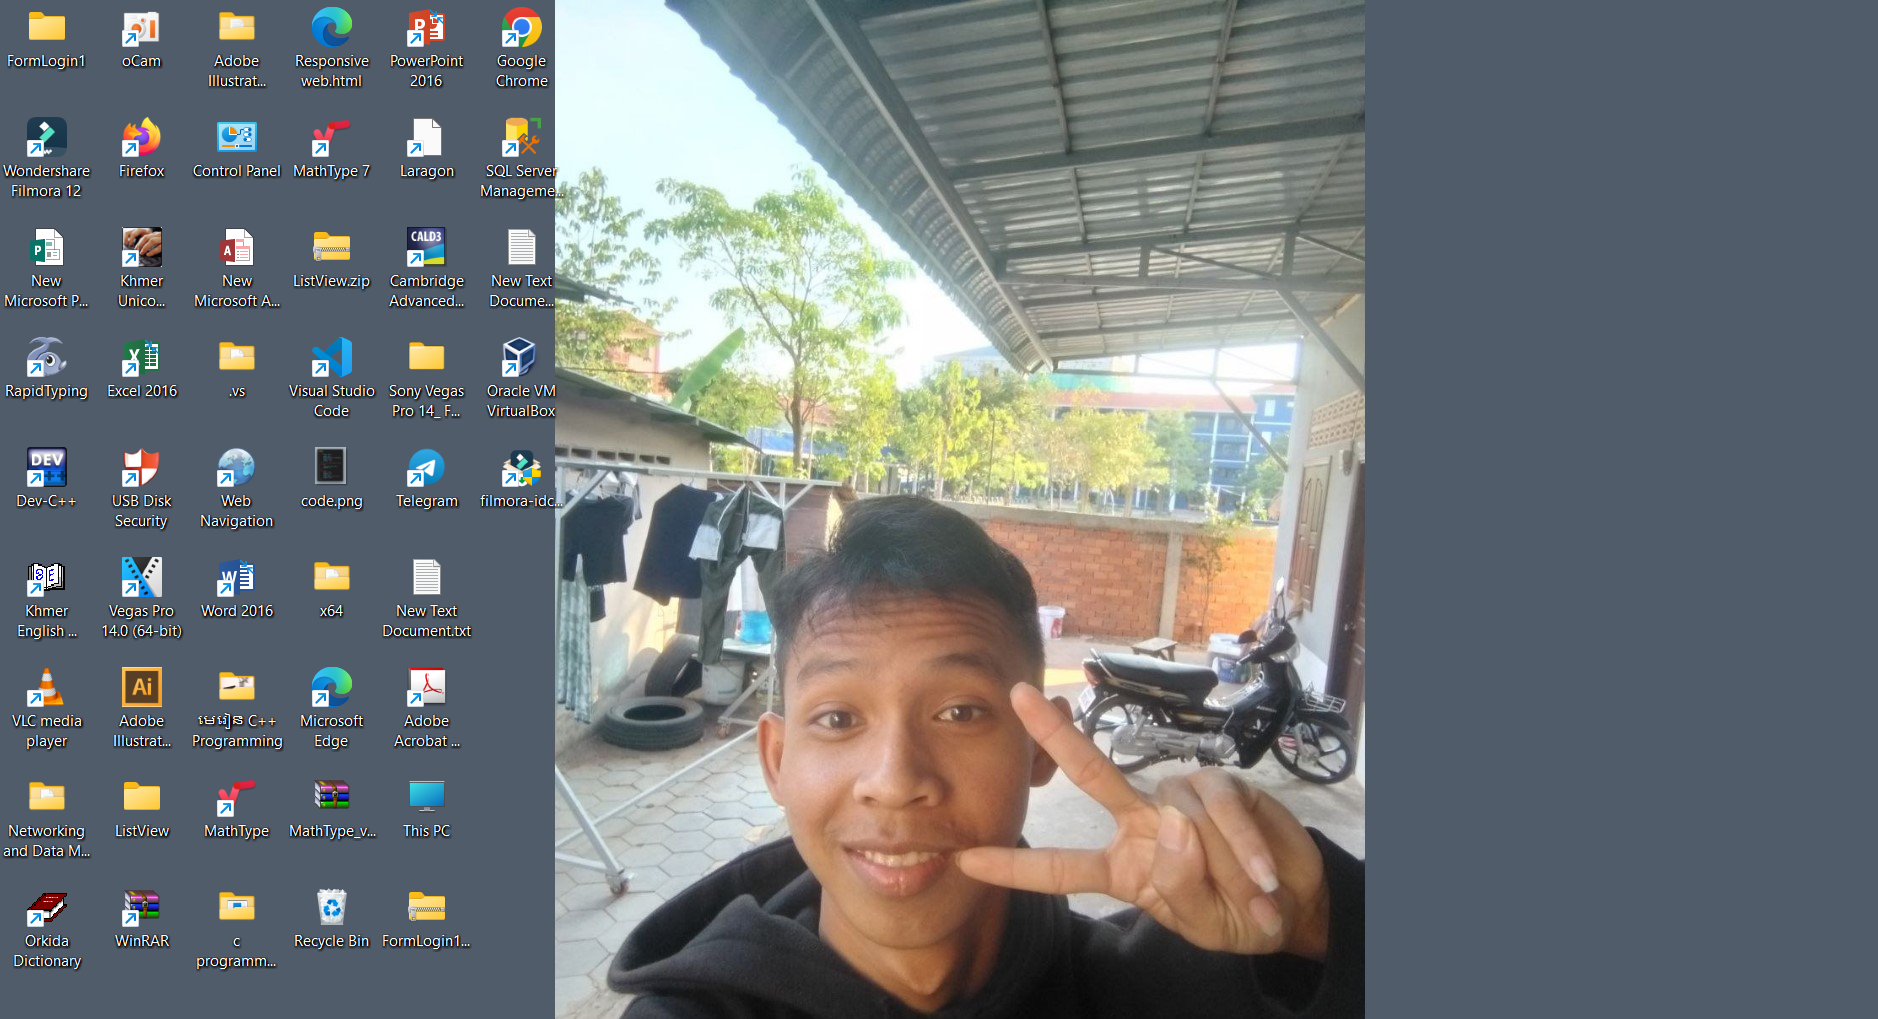 FormLogin1
oCam
Adobe
Illustrat...
Responsive
web.html
PowerPoint
2016
Google
Chrome
Wondershare
Filmora 12
Firefox
Control Panel
MathType 7
Laragon
SQL Server
Manageme...
New
Microsoft P...
Khmer
Unico...
New
Microsoft A...
ListView.zip
CALD3
Cambridge
Advanced...
New Text
Docume...
RapidTyping
Excel 2016
.vs
Visual Studio
Code
Sony Vegas
Pro 14_ F...
Oracle VM
VirtualBox
DEV
Dev-C++
USB Disk
Security
Web
Navigation
code.png
Telegram
filmora-idc...
Khmer
English ...
Vegas Pro
14.0 (64-bit)
Word 2016
x64
New Text
Document.txt
VLC media
player
Ai
Adobe
Illustrat...
មេរៀន C++
Programming
Microsoft
Edge
Adobe
Acrobat ...
Networking
and Data M...
ListView
MathType
MathType_v...
This PC
Orkida
Dictionary
WinRAR
c
programm...
Recycle Bin
FormLogin1...